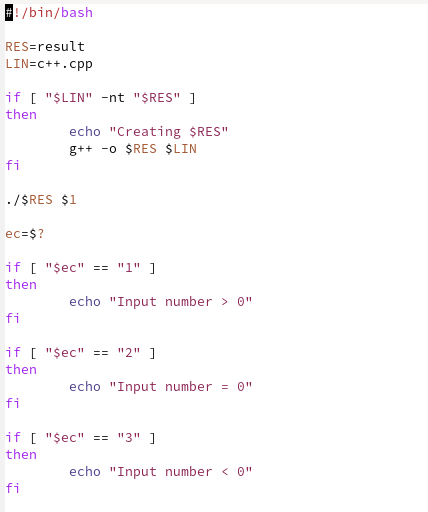 #!/bin/bash
RES=result
LIN=c++.cpp
if [ "$LIN" -nt "$RES" ]
then
echo "Creating $RES"
g++ -o $RES $LIN
fi
./$RES $1
ec=$?
if [ "$ec" == "1" ]
then
echo "Input number > 0"
fi
if [ "$ec" == "2" ]
then
echo "Input number = 0"
fi
if [ "$ec" == "3" ]
then
echo "Input number < 0"
fi